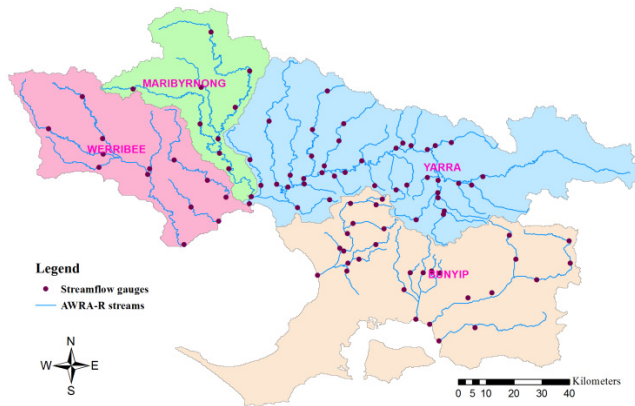 MARIBYRNONG
WERRIBEE
YARRA
BUNYIP
Legend
Streamflow gauges
AWRA-R streams
N
W E
S
Kilometers
0 5 10 20 30 40